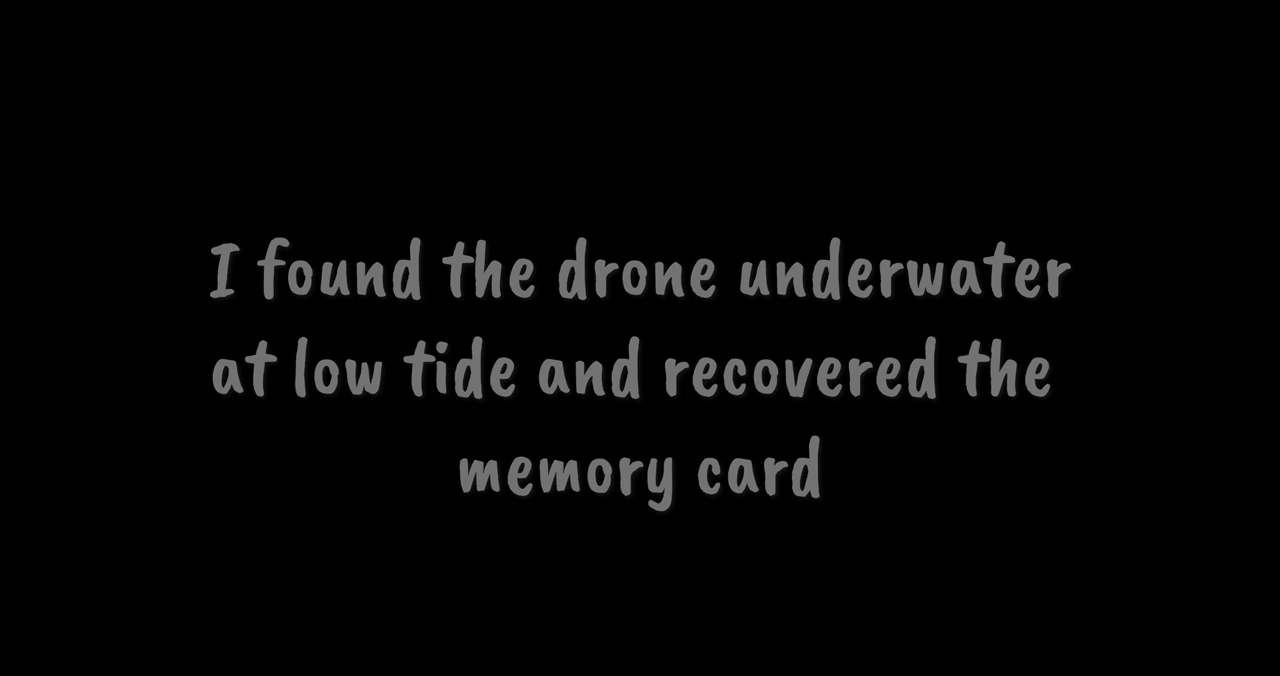 I found the drone underwater
at low tide and recovered the
memory card